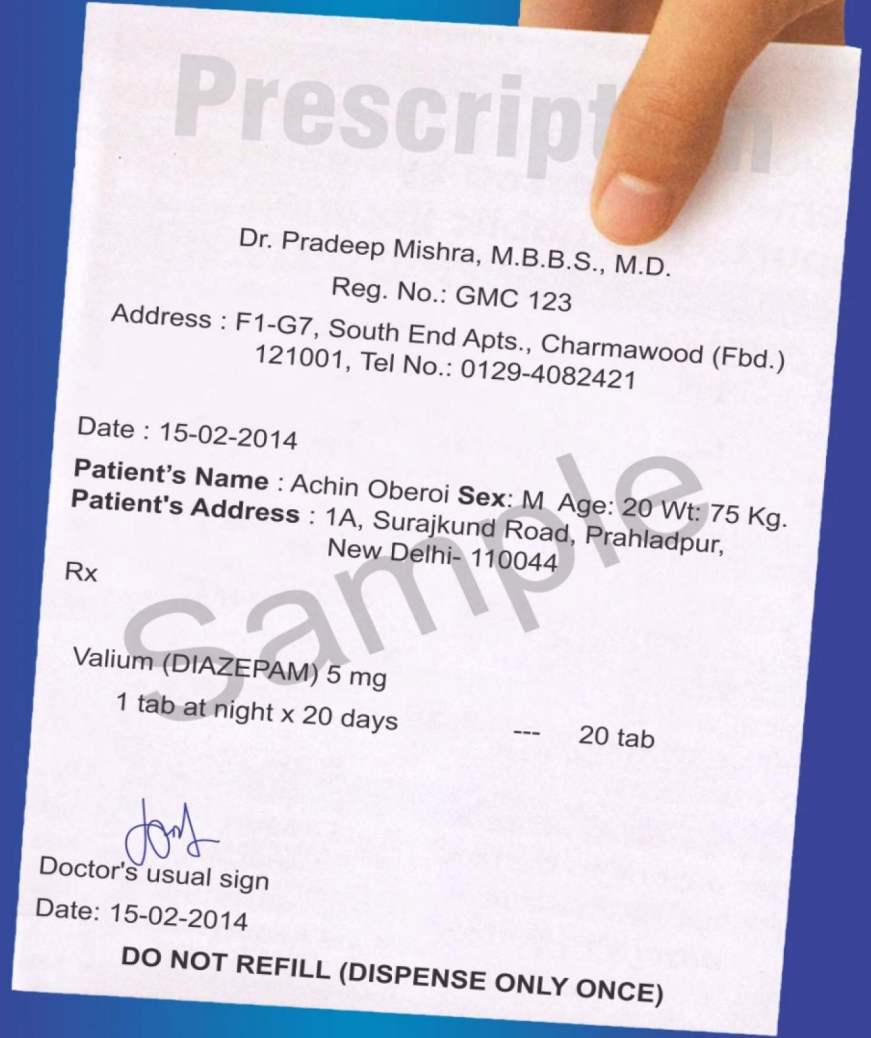 Prescription
Dr. Pradeep Mishra, M.B.B.S., M.D.
Reg. No.: GMC 123
Address : F1-G7, South End Apts., Charmawood (Fbd.)
121001, Tel No.: 0129-4082421
Date : 15-02-2014
Patient's Name : Achin Oberoi Sex: M Age: 20 Wt: 75 Kg.
Patient's Address : 1A, Surajkund Road, Prahladpur,
New Delhi- 110044
Sample
Rx
Valium (DIAZEPAM) 5 mg
1 tab at night x 20 days --- 20 tab
Doctor's usual sign
Date: 15-02-2014
DO NOT REFILL (DISPENSE ONLY ONCE)